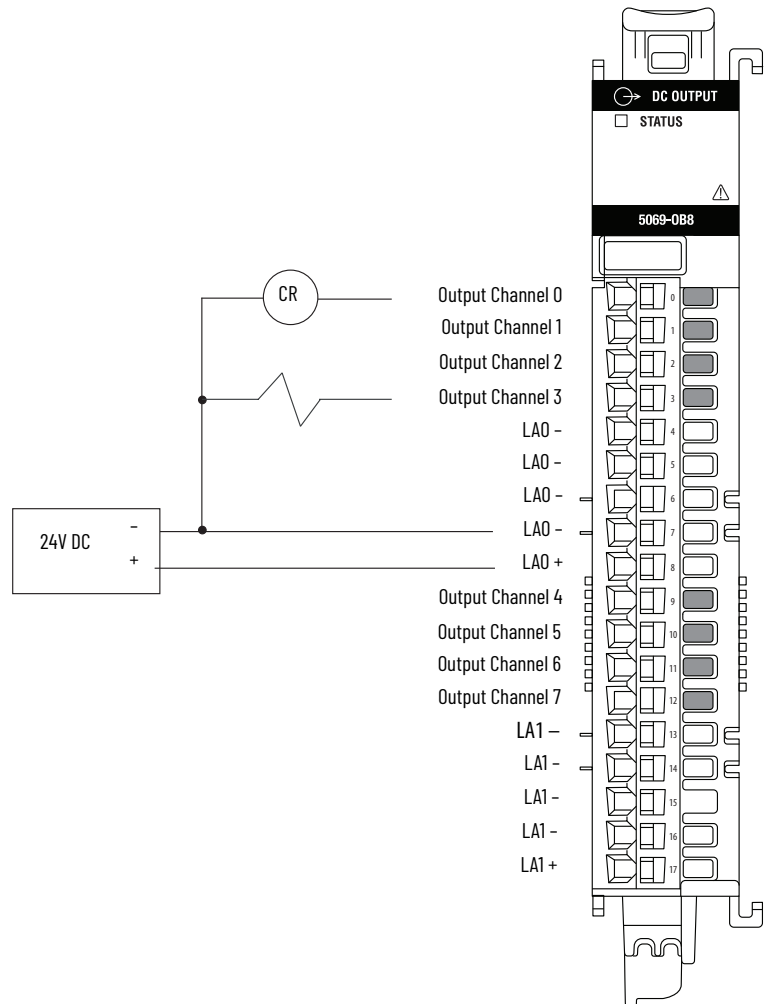 DC OUTPUT
STATUS
5069-OB8
CR
Output Channel 0
0
Output Channel 1
1
Output Channel 2
2
Output Channel 3
3
LA0 –
4
LA0 –
5
LA0 –
6
24V DC
–
+
LA0 –
7
LA0 +
8
Output Channel 4
9
Output Channel 5
10
Output Channel 6
11
Output Channel 7
12
LA1 –
13
LA1 –
14
LA1 –
15
LA1 –
16
LA1 +
17